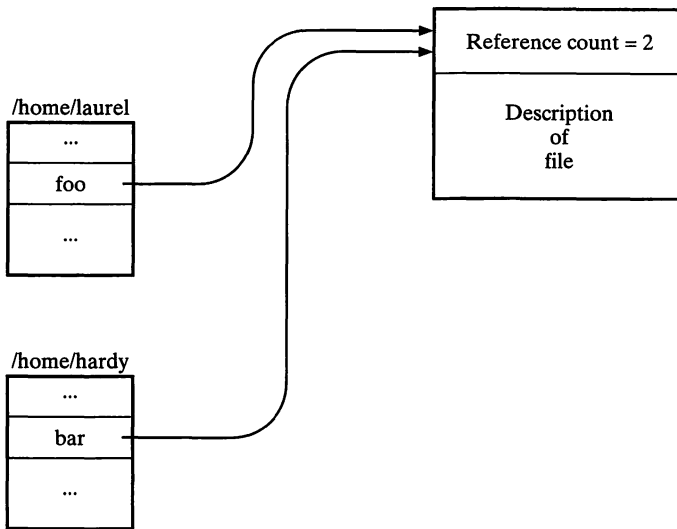 Reference count = 2
Description
of
file
/home/laurel
...
foo
...
/home/hardy
...
bar
...